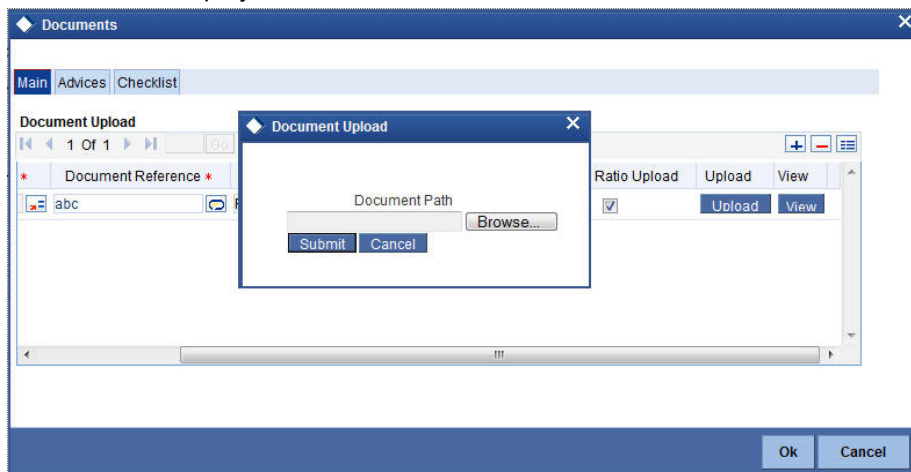 Documents
Main Advices Checklist
Document Upload
1 Of 1 Go
* Document Reference * Ratio Upload Upload View
abc Upload View
Document Upload
Document Path
Browse...
Submit Cancel
Ok Cancel